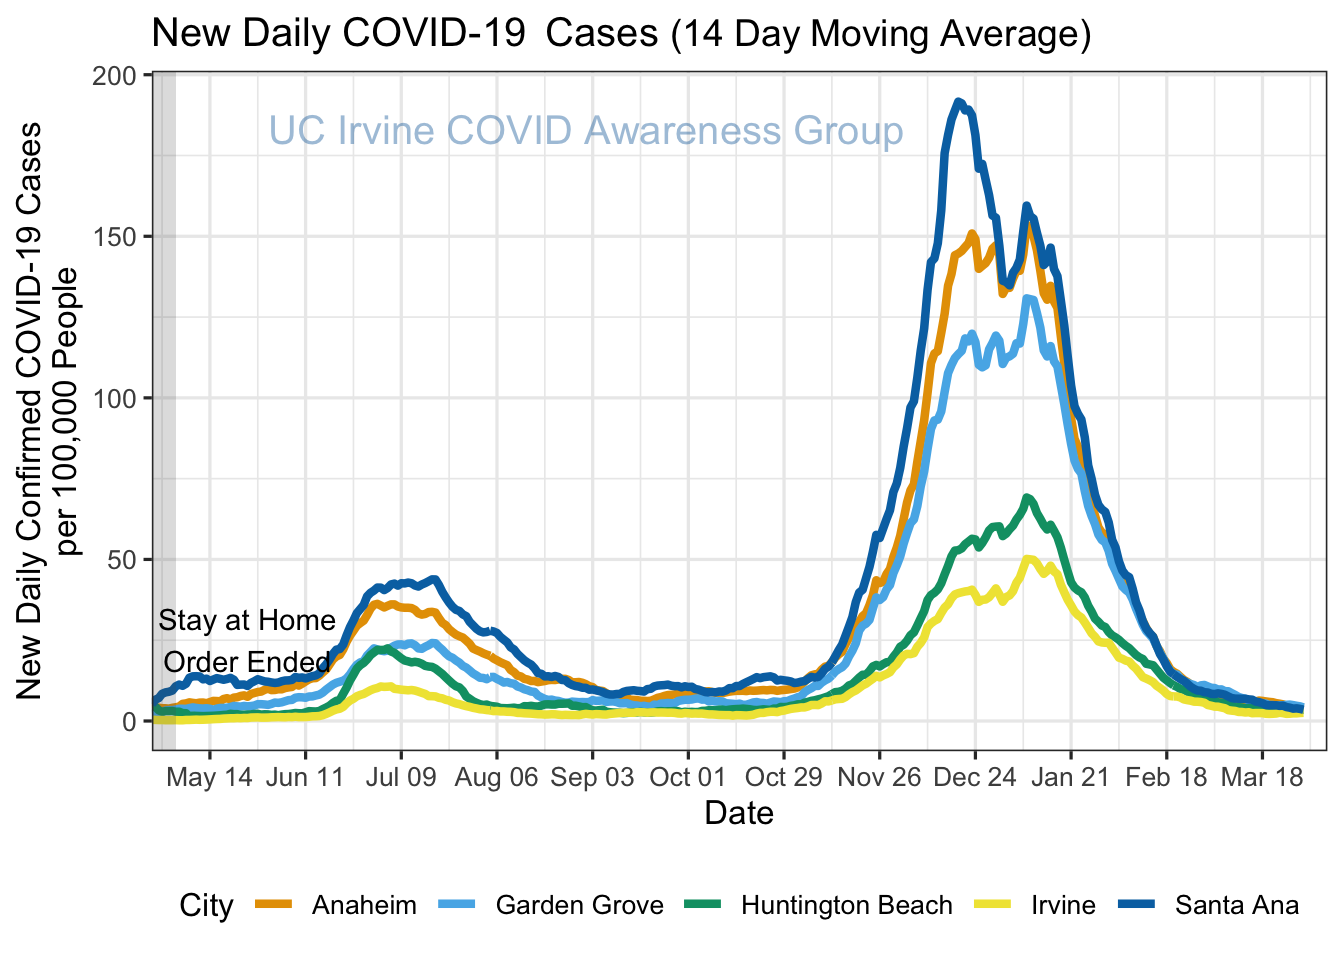 New Daily COVID-19  Cases (14 Day Moving Average)
New Daily Confirmed COVID-19 Cases
per 100,000 People
200
150
100
50
0
UC Irvine COVID Awareness Group
Stay at Home
Order Ended
May 14 Jun 11 Jul 09 Aug 06 Sep 03 Oct 01 Oct 29 Nov 26 Dec 24 Jan 21 Feb 18 Mar 18
Date
City Anaheim Garden Grove Huntington Beach Irvine Santa Ana